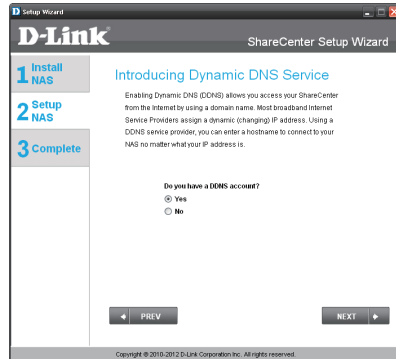 Setup Wizard
D-Link
ShareCenter Setup Wizard
1 Install
NAS
2 Setup
NAS
3 Complete
Introducing Dynamic DNS Service
Enabling Dynamic DNS (DDNS) allows you access your ShareCenter
from the Internet by using a domain name. Most broadband Internet
Service Providers assign a dynamic (changing) IP address. Using a
DDNS service provider, you can enter a hostname to connect to your
NAS no matter what your IP address is.
Do you have a DDNS account?
Yes
No
PREV
NEXT
Copyright © 2010-2012 D-Link Corporation Inc. All rights reserved.